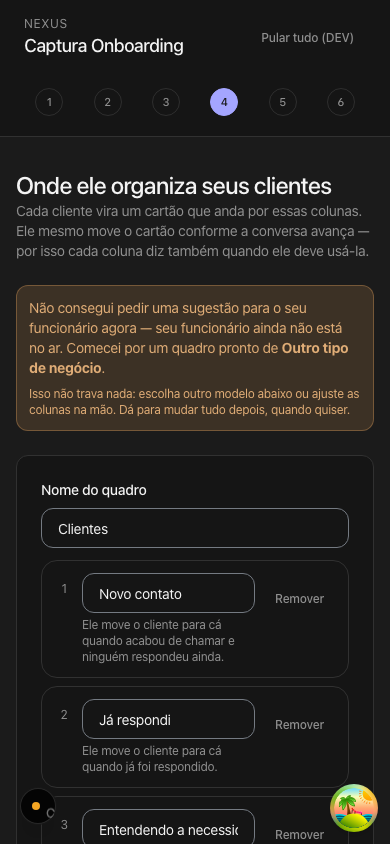 NEXUS
Captura Onboarding
Pular tudo (DEV)
1 2 3 4 5 6
Onde ele organiza seus clientes
Cada cliente vira um cartão que anda por essas colunas.
Ele mesmo move o cartão conforme a conversa avança —
por isso cada coluna diz também quando ele deve usá-la.
Não consegui pedir uma sugestão para o seu
funcionário agora — seu funcionário ainda não está
no ar. Comecei por um quadro pronto de Outro tipo
de negócio.
Isso não trava nada: escolha outro modelo abaixo ou ajuste as
colunas na mão. Dá para mudar tudo depois, quando quiser.
Nome do quadro
Clientes
1
Novo contato
Remover
Ele move o cliente para cá
quando acabou de chamar e
ninguém respondeu ainda.
2
Já respondi
Remover
Ele move o cliente para cá
quando já foi respondido.
3
Entendendo a
Remover